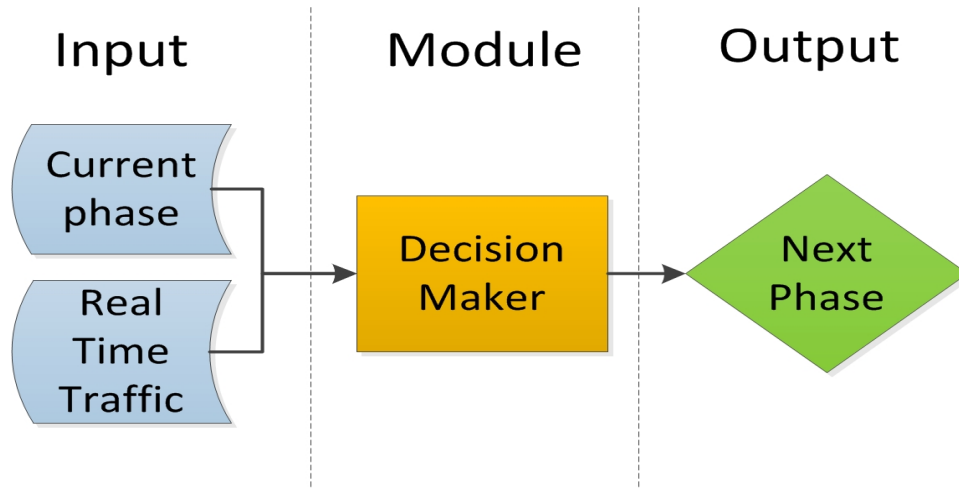 Input
Module
Output
Current
phase
Real
Time
Traffic
Decision
Maker
Next
Phase